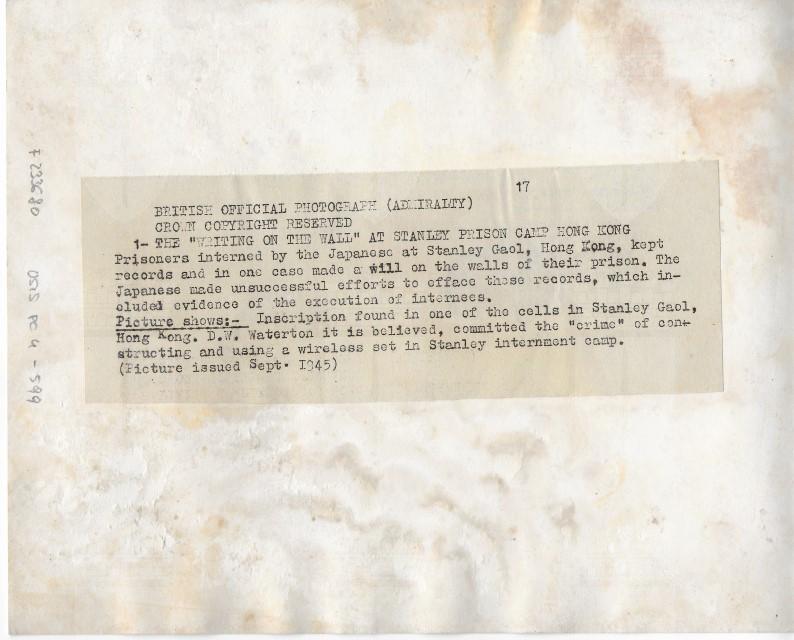 17
BRITISH OFFICIAL PHOTOGRAPH (ADMIRALTY)
CROWN COPYRIGHT RESERVED
1- THE "WRITING ON THE WALL" AT STANLEY PRISON CAMP HONG KONG
Prisoners interned by the Japanese at Stanley Gaol, Hong Kong, kept
records and in one case made a will on the walls of their prison. The
Japanese made unsuccessful efforts to efface these records, which in-
cluded evidence of the execution of internees.
Picture shows:- Inscription found in one of the cells in Stanley Gaol,
Hong Kong. D.W. Waterton it is believed, committed the "crime" of con-
structing and using a wireless set in Stanley internment camp.
(Picture issued Sept. 1945)